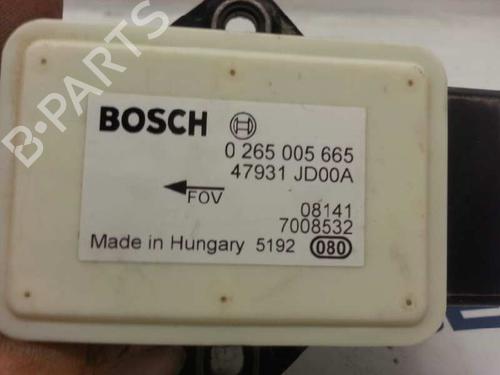 B-PARTS
BOSCH
0 265 005 665
47931 JD00A
FOV
08141
7008532
Made in Hungary 5192 080